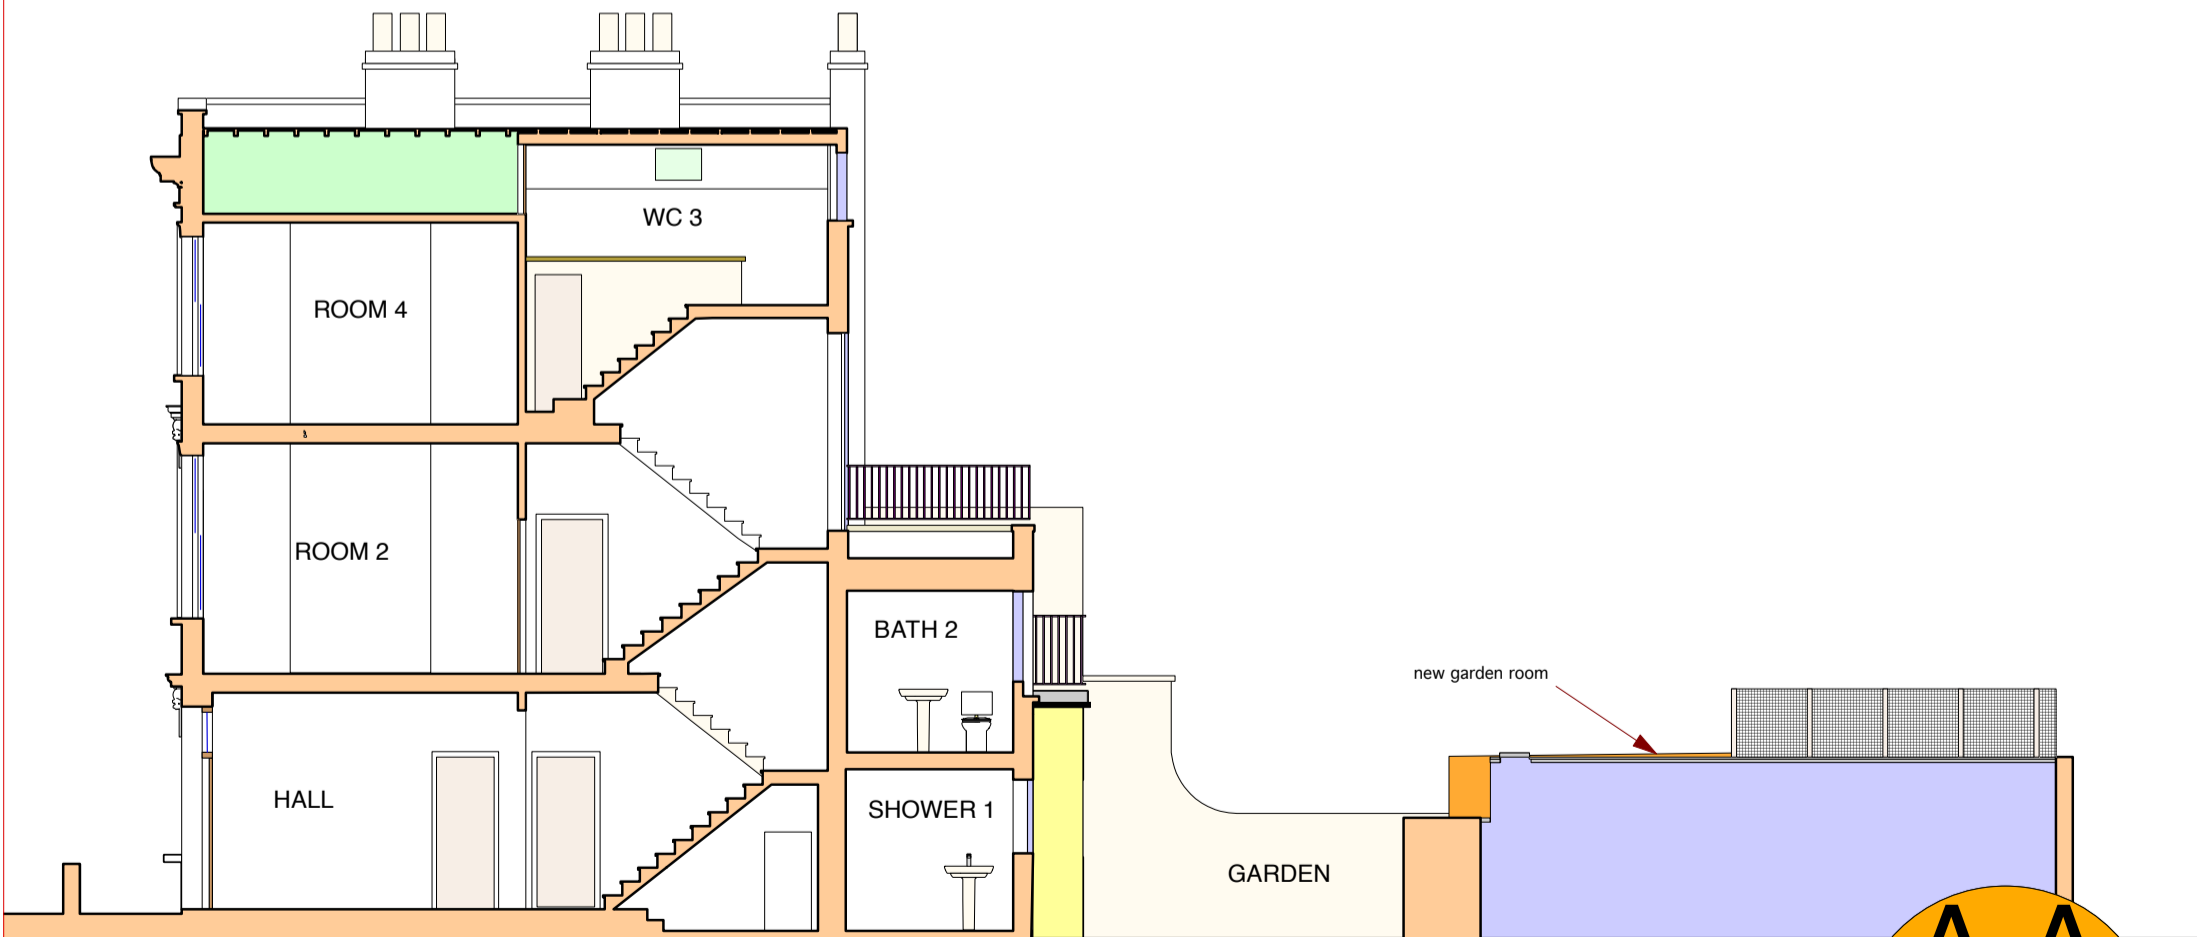 WC 3
ROOM 4
ROOM 2
BATH 2
new garden room
HALL
SHOWER 1
GARDEN
A A